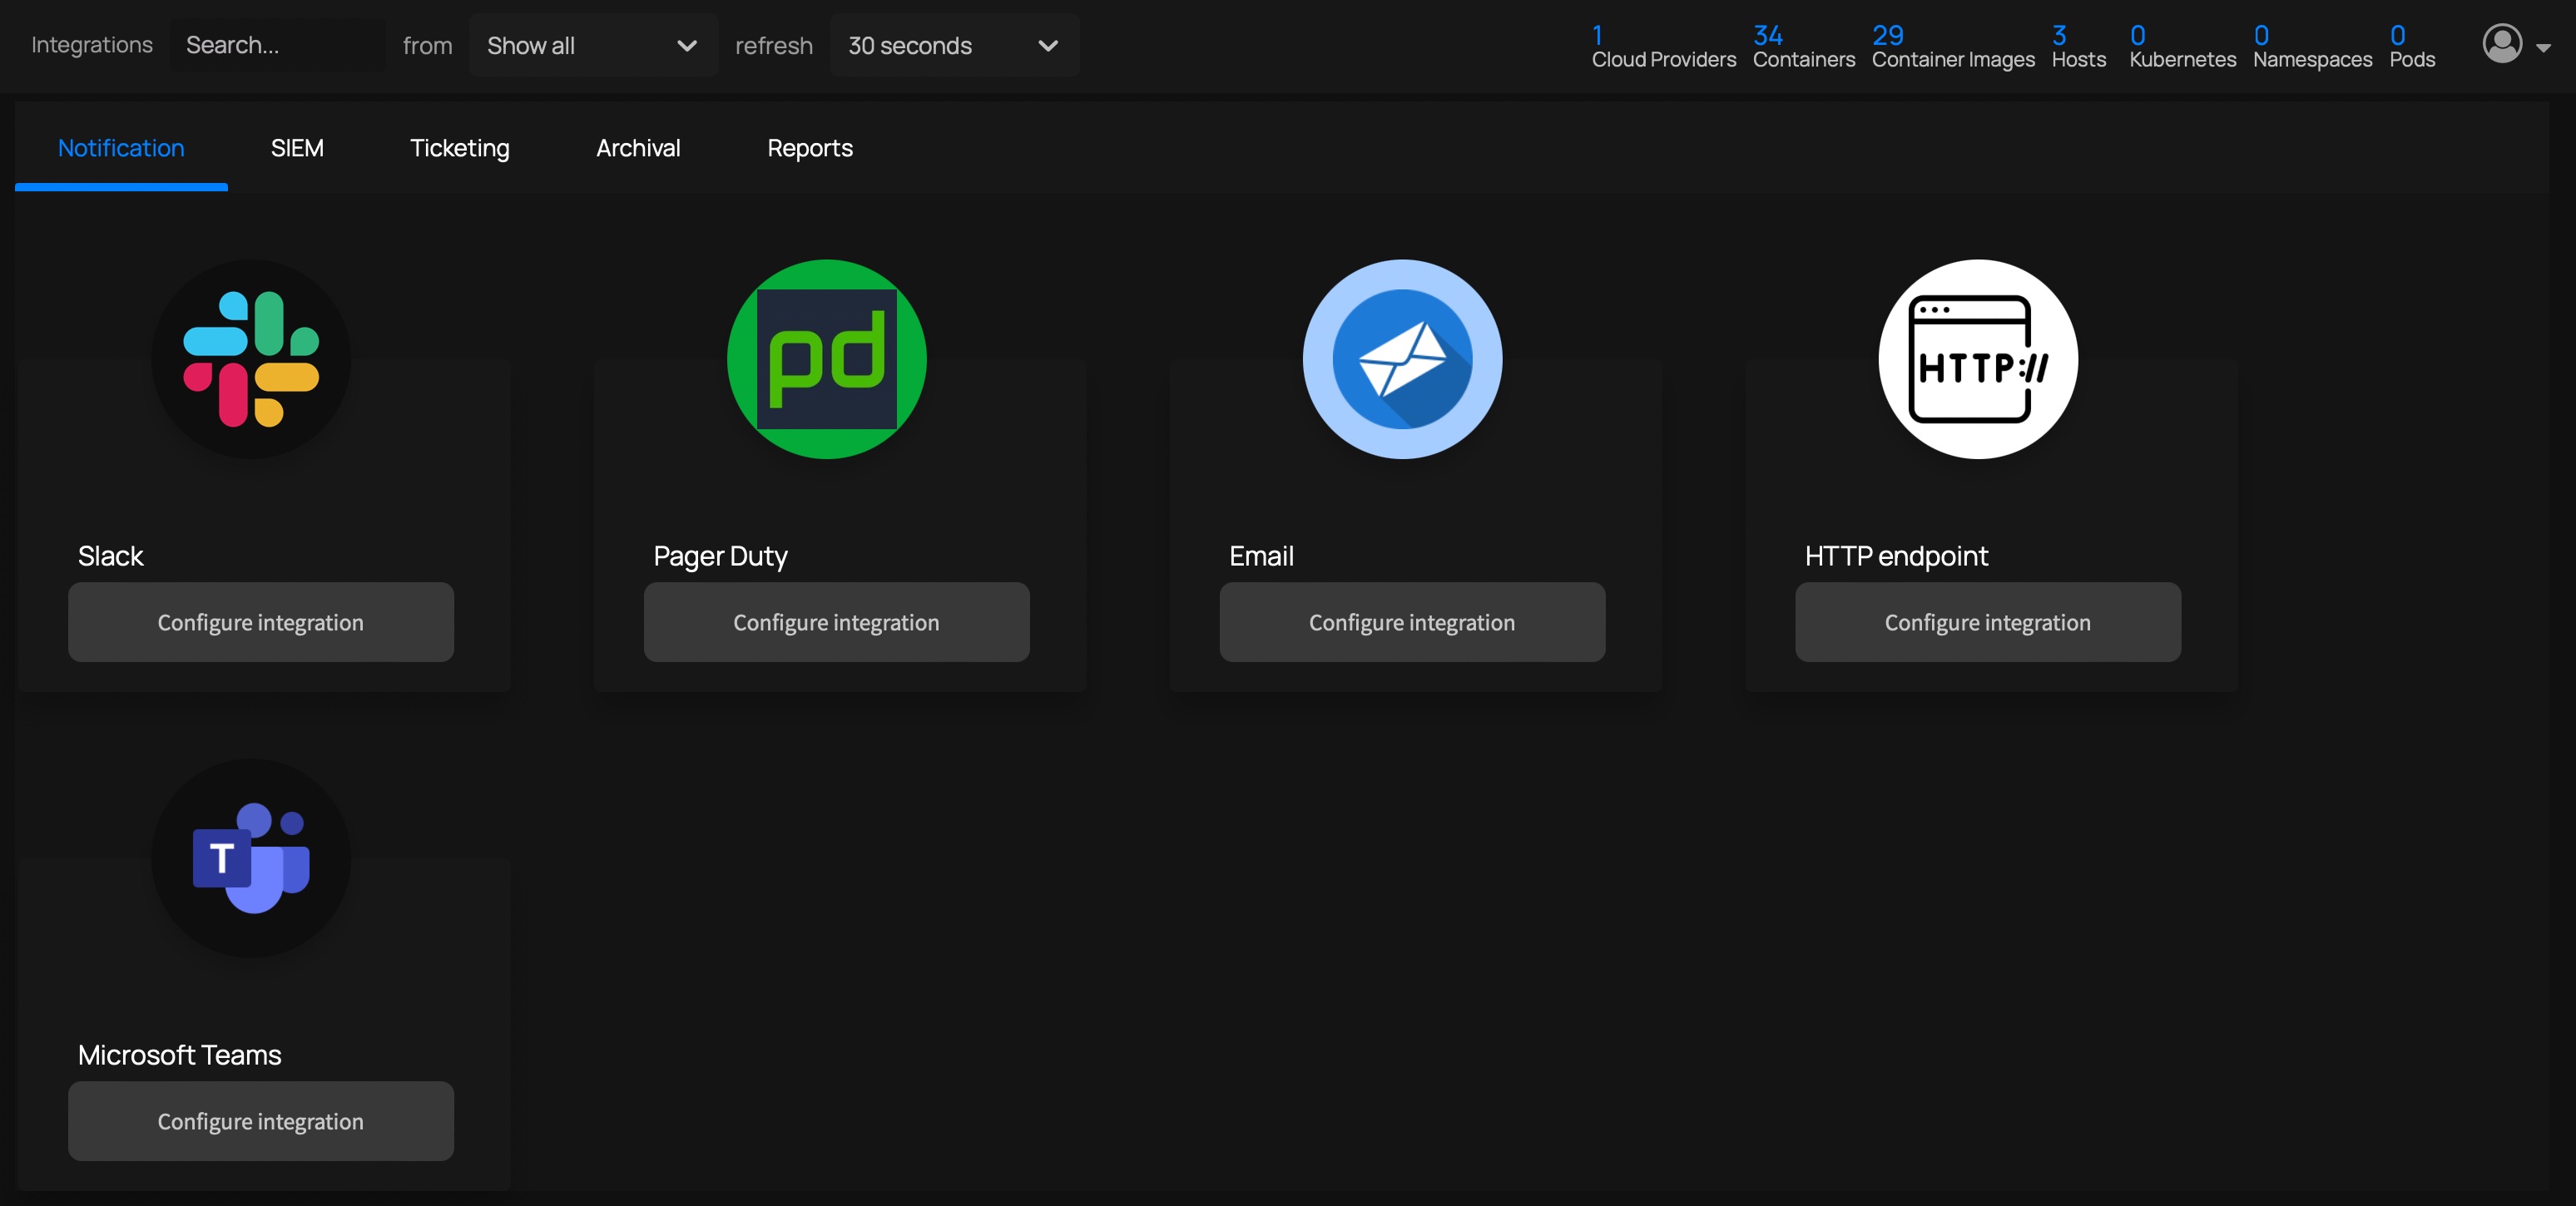 Integrations Search... from Show all refresh 30 seconds
1 34 29 3 0 0 0
Cloud Providers Containers Container Images Hosts Kubernetes Namespaces Pods
Notification SIEM Ticketing Archival Reports
pd
HTTP://
Slack Pager Duty Email HTTP endpoint
Configure integration Configure integration Configure integration Configure integration
T
Microsoft Teams
Configure integration